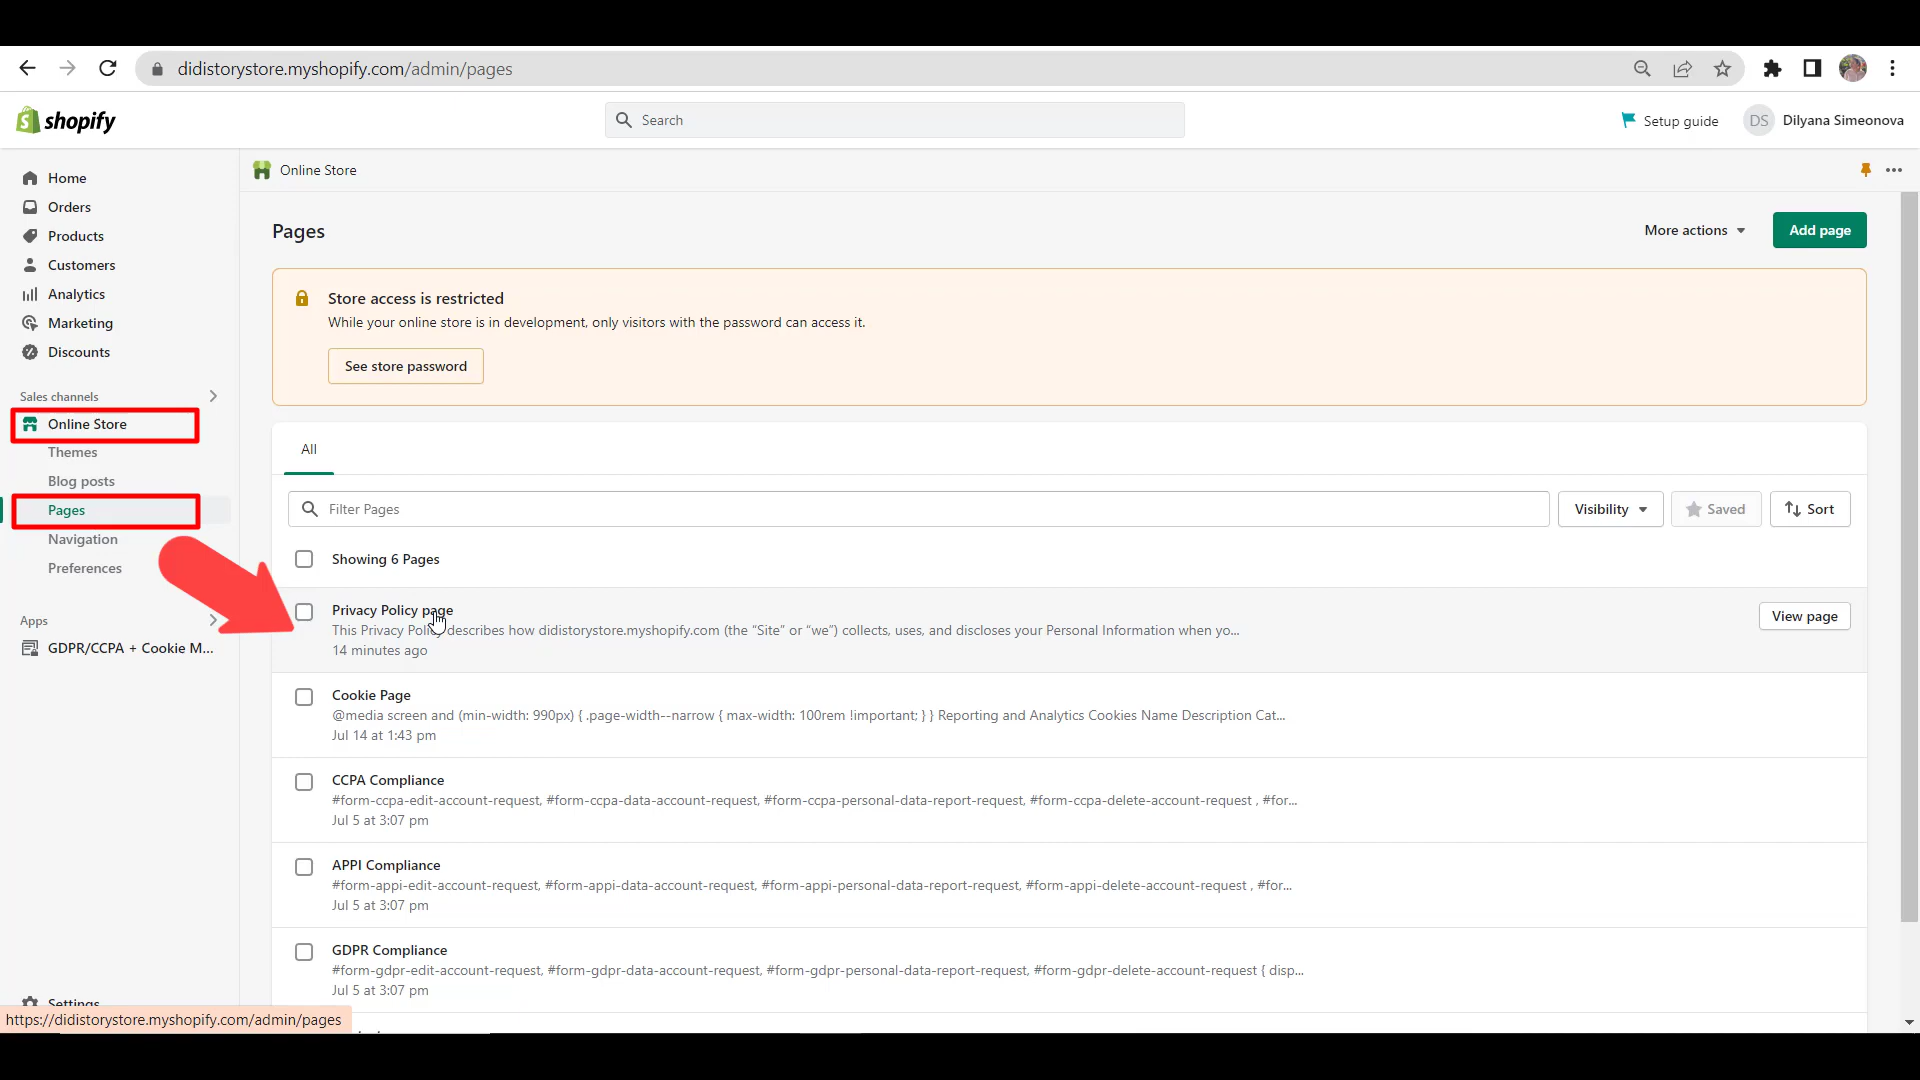 didistorystore.myshopify.com/admin/pages
shopify
Search
Setup guide
DS
Dilyana Simeonova
Home
Orders
Products
Customers
Analytics
Marketing
Discounts
Sales channels
Online Store
Themes
Blog posts
Pages
Navigation
Preferences
Apps
GDPR/CCPA + Cookie M...
Settings
https://didistorystore.myshopify.com/admin/pages
Online Store
Pages
More actions
Add page
Store access is restricted
While your online store is in development, only visitors with the password can access it.
See store password
All
Filter Pages
Visibility
Saved
Sort
Showing 6 Pages
Privacy Policy page
This Privacy Policy describes how didistorystore.myshopify.com (the “Site” or “we”) collects, uses, and discloses your Personal Information when yo...
14 minutes ago
View page
Cookie Page
@media screen and (min-width: 990px) { .page-width--narrow { max-width: 100rem !important; } } Reporting and Analytics Cookies Name Description Cat...
Jul 14 at 1:43 pm
CCPA Compliance
#form-ccpa-edit-account-request, #form-ccpa-data-account-request, #form-ccpa-personal-data-report-request, #form-ccpa-delete-account-request , #for...
Jul 5 at 3:07 pm
APPI Compliance
#form-appi-edit-account-request, #form-appi-data-account-request, #form-appi-personal-data-report-request, #form-appi-delete-account-request , #for...
Jul 5 at 3:07 pm
GDPR Compliance
#form-gdpr-edit-account-request, #form-gdpr-data-account-request, #form-gdpr-personal-data-report-request, #form-gdpr-delete-account-request { disp...
Jul 5 at 3:07 pm